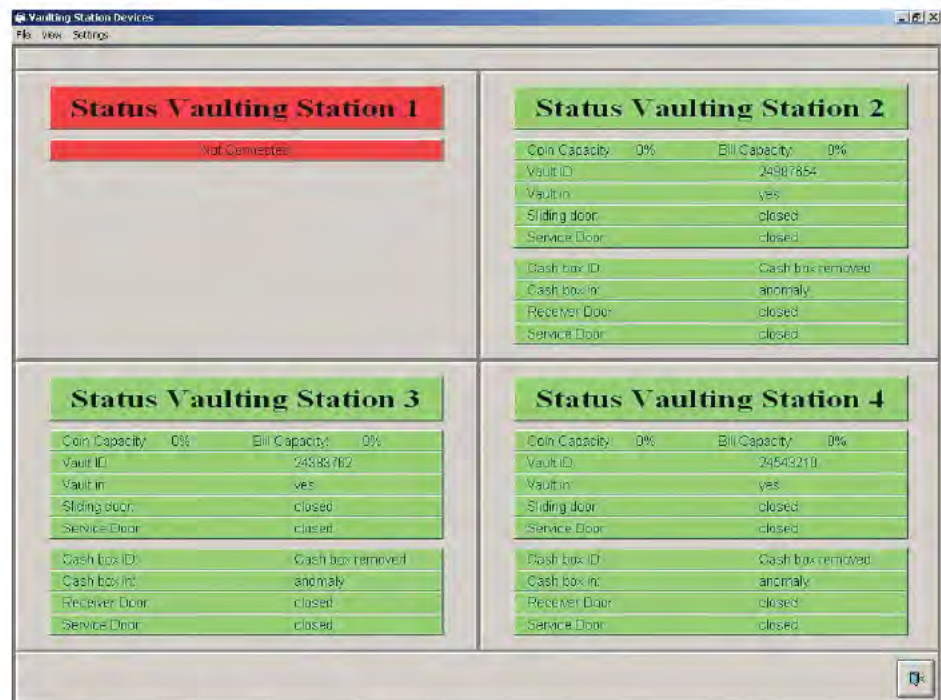 Vaulting Station Devices
File View Settings
Status Vaulting Station 1
Not Connected
Status Vaulting Station 2
Coin Capacity 0% Bill Capacity: 0%
Vault ID 24987654
Vault in yes
Sliding door closed
Service Door closed
Cash box ID: Cash box removed
Cash box in: anomaly
Receiver Door closed
Service Door closed
Status Vaulting Station 3
Coin Capacity 0% Bill Capacity: 0%
Vault ID 24383762
Vault in yes
Sliding door: closed
Service Door closed
Cash box ID: Cash box removed
Cash box in: anomaly
Receiver Door closed
Service Door closed
Status Vaulting Station 4
Coin Capacity 0% Bill Capacity 0%
Vault ID 24543210
Vault in yes
Sliding door closed
Service Door closed
Cash box ID: Cash box removed
Cash box in: anomaly
Receiver Door closed
Service Door closed